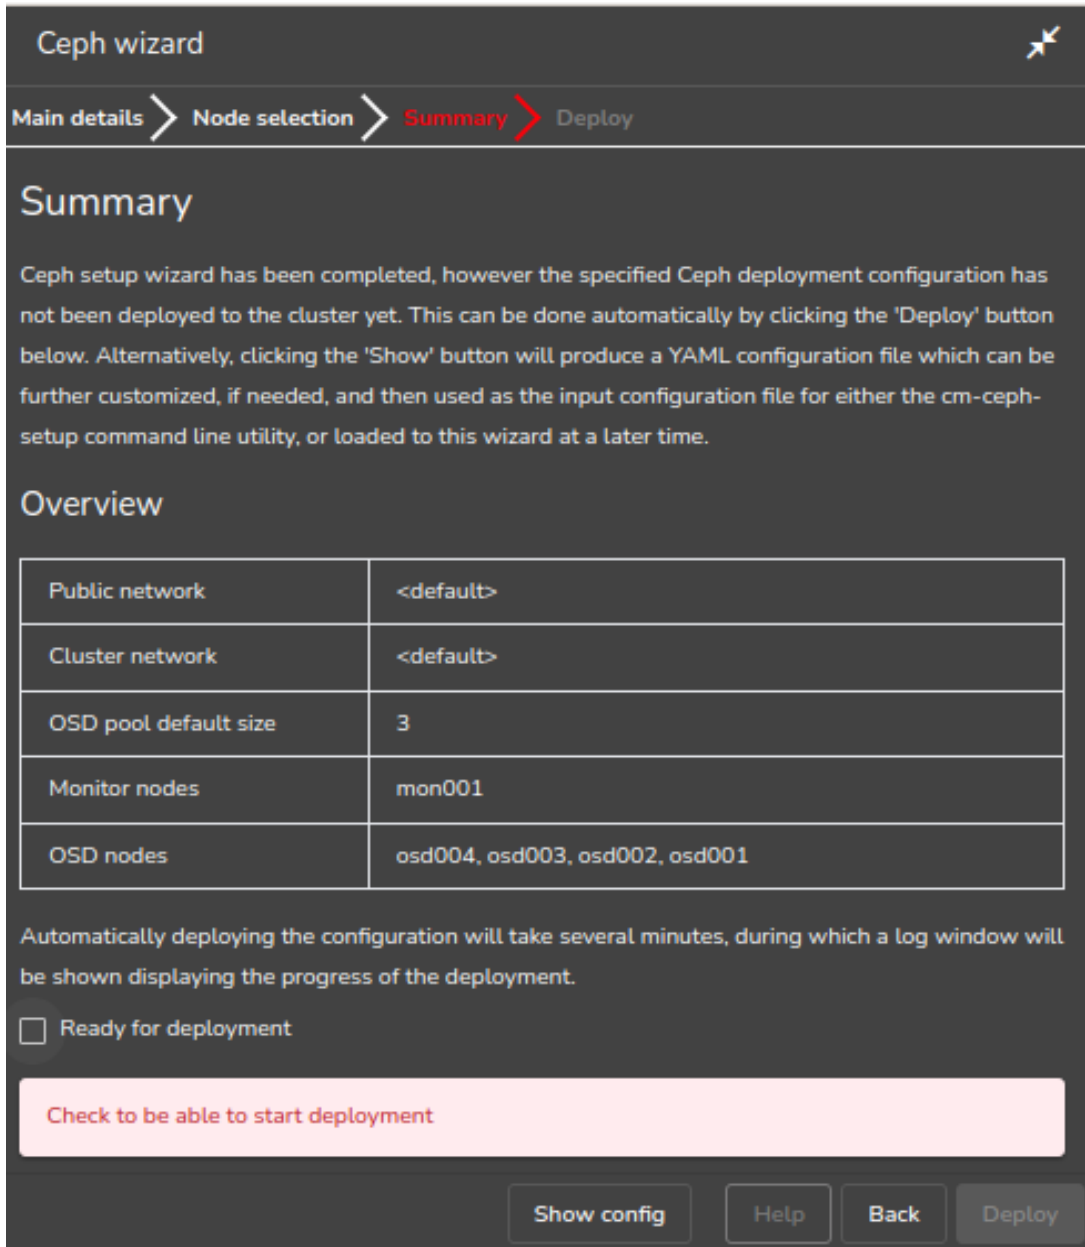 Ceph wizard
Main details Node selection Summary Deploy
Summary
Ceph setup wizard has been completed, however the specified Ceph deployment configuration has
not been deployed to the cluster yet. This can be done automatically by clicking the 'Deploy' button
below. Alternatively, clicking the 'Show' button will produce a YAML configuration file which can be
further customized, if needed, and then used as the input configuration file for either the cm-ceph-
setup command line utility, or loaded to this wizard at a later time.
Overview
Public network <default>
Cluster network <default>
OSD pool default size 3
Monitor nodes mon001
OSD nodes osd004, osd003, osd002, osd001
Automatically deploying the configuration will take several minutes, during which a log window will
be shown displaying the progress of the deployment.
Ready for deployment
Check to be able to start deployment
Show config Help Back Deploy